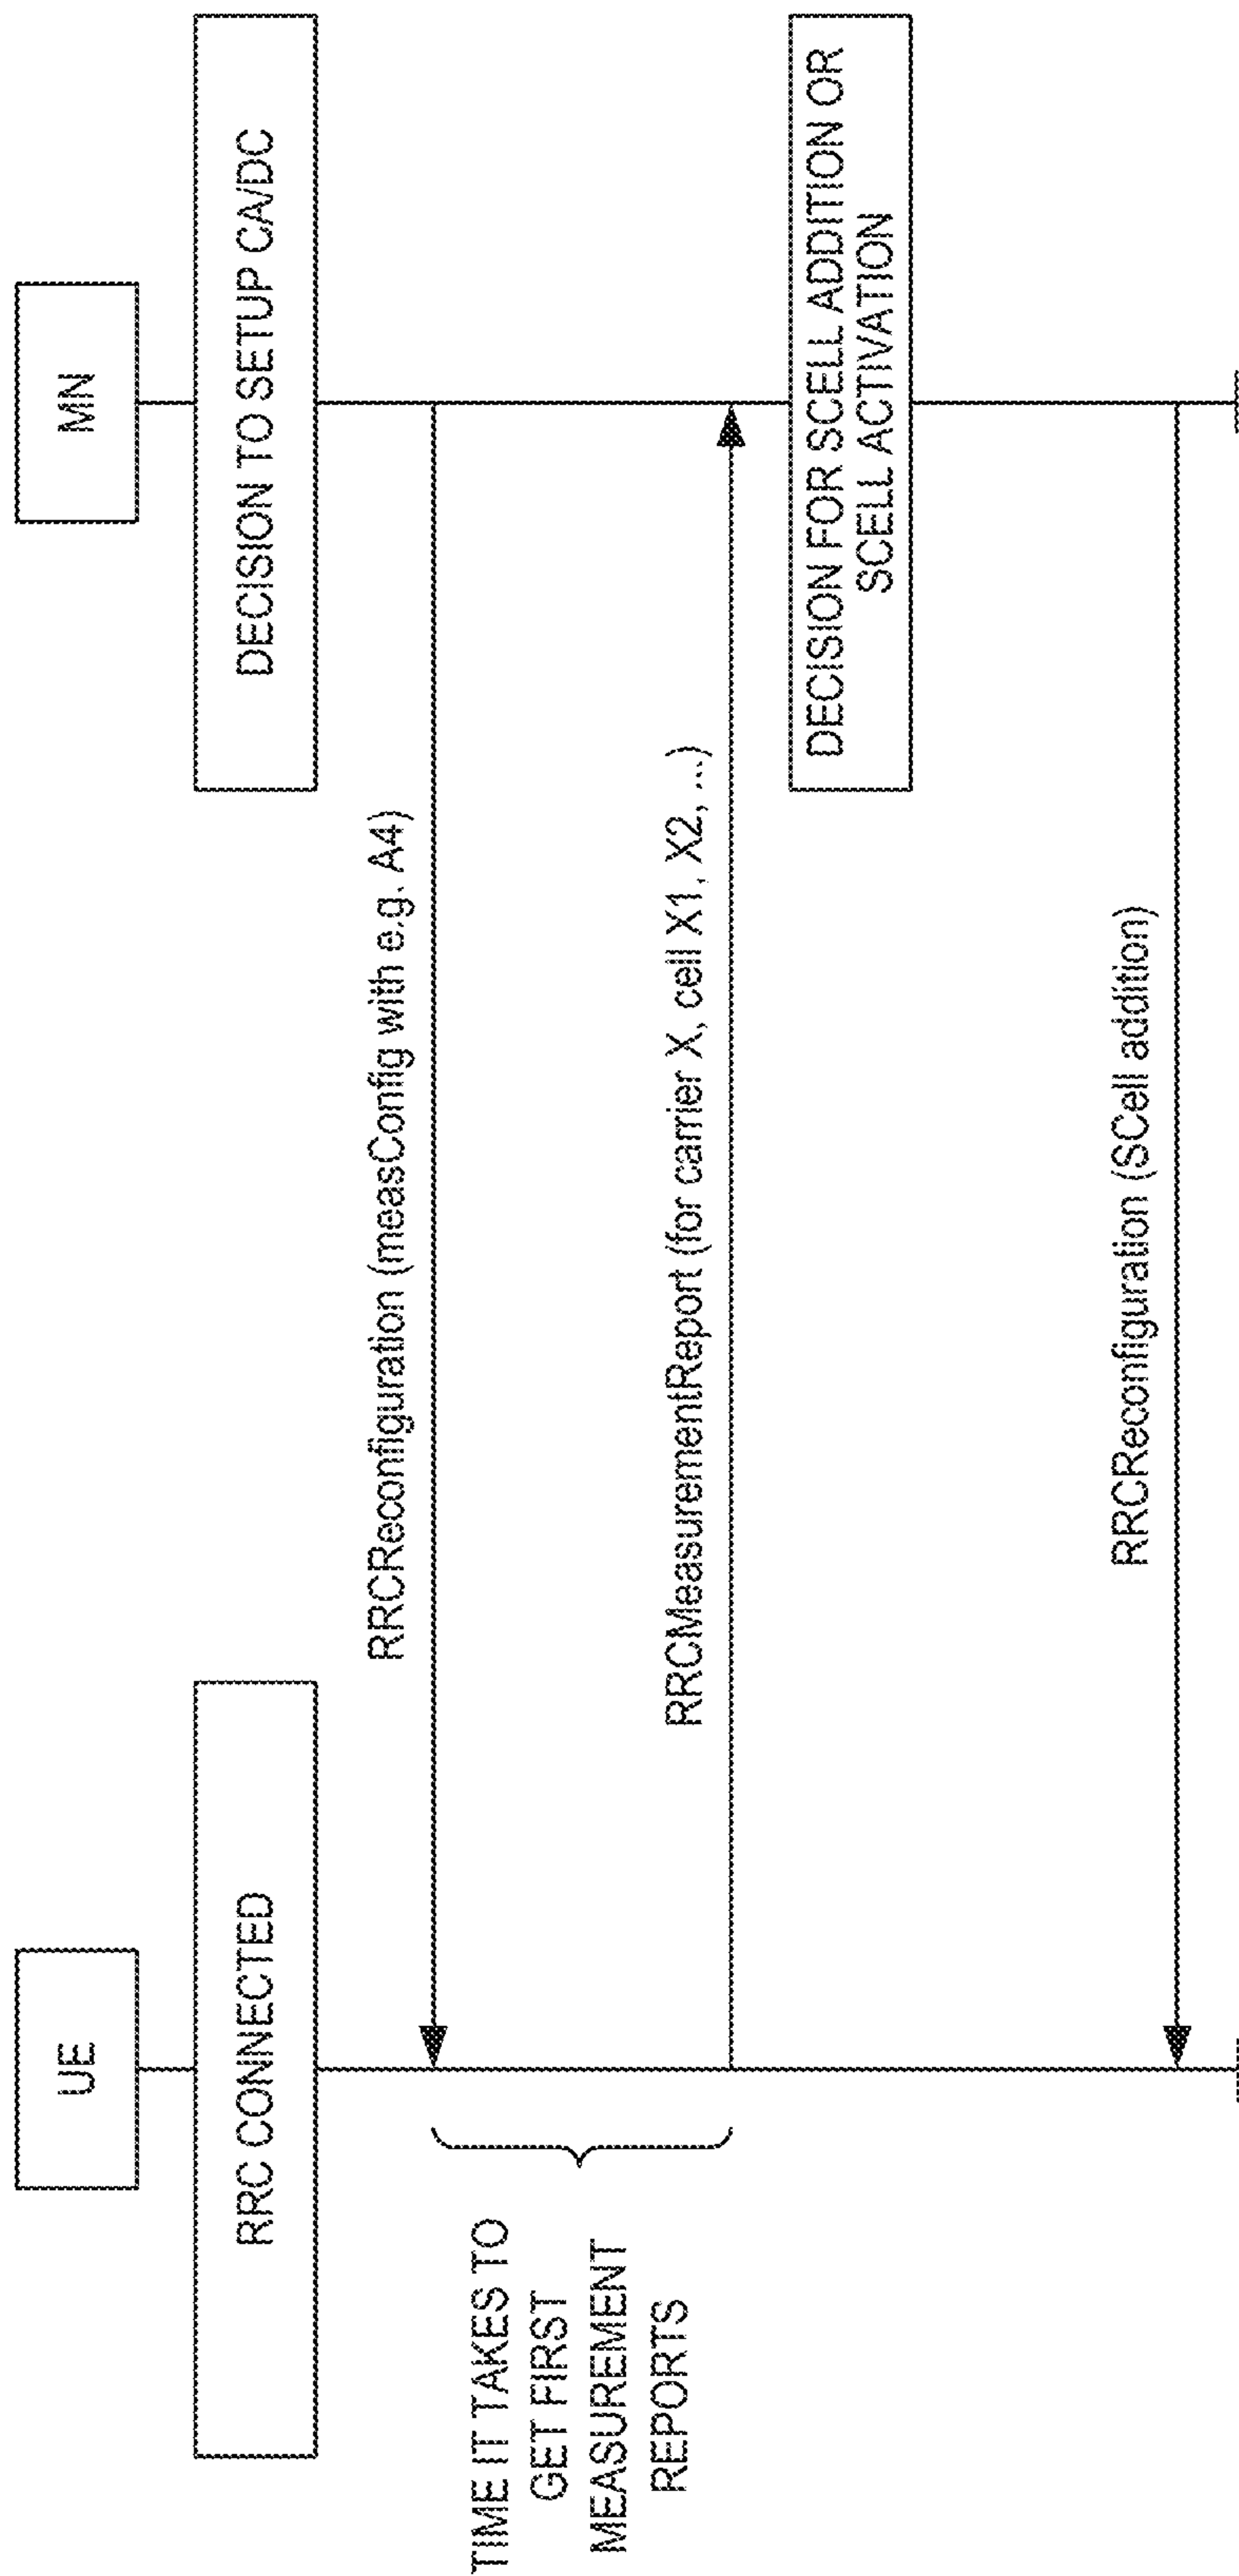 UE
MN
RRC CONNECTED
DECISION TO SETUP CA/DC
RRCReconfiguration (measConfig with e.g. A4)
TIME IT TAKES TO
GET FIRST
MEASUREMENT
REPORTS
RRCMeasurementReport (for carrier X, cell X1, X2, ...)
DECISION FOR SCELL ADDITION OR
SCELL ACTIVATION
RRCReconfiguration (SCell addition)